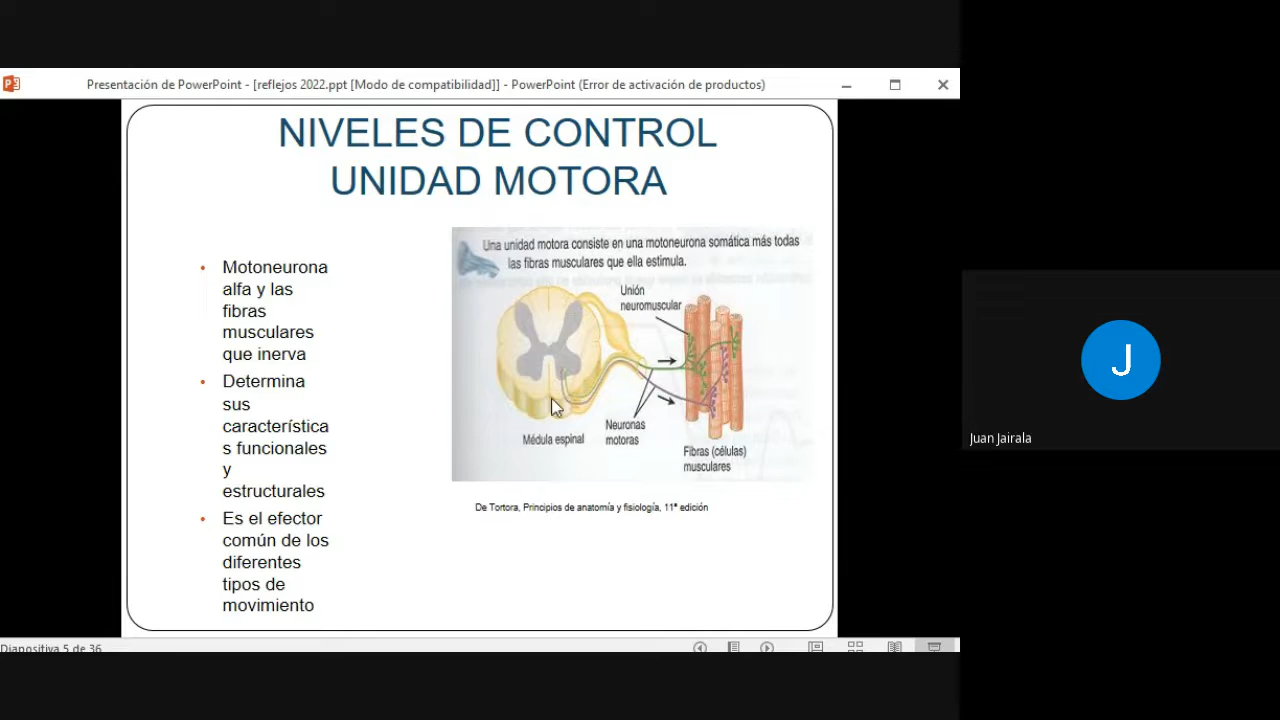 Presentación de PowerPoint - [reflejos 2022.ppt [Modo de compatibilidad]] - PowerPoint (Error de activación de productos)
NIVELES DE CONTROL
UNIDAD MOTORA
• Motoneurona
alfa y las
fibras
musculares
que inerva
• Determina
sus
característica
s funcionales
y
estructurales
• Es el efector
común de los
diferentes
tipos de
movimiento
Una unidad motora consiste en una motoneurona somática más todas
las fibras musculares que ella estimula.
Unión
neuromuscular
Neuronas
motoras
Médula espinal
Fibras (células)
musculares
De Tortora, Principios de anatomía y fisiología, 11ª edición
Diapositiva 5 de 36
J
Juan Jairala